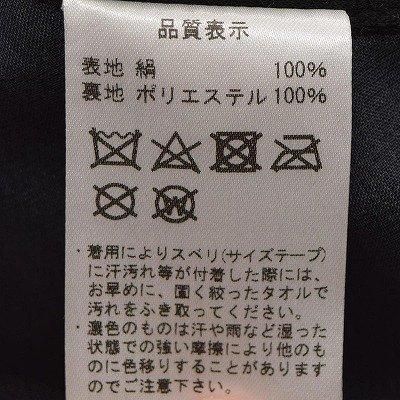 品質表示
表地 絹 100%
裏地 ポリエステル 100%
W
・着用によりスベリ(サイズテープ)
に汗汚れ等が付着した際には、
お早めに、固く絞ったタオルで
汚れをふき取ってください。
・濃色のものは汗や雨など湿った
状態での強い摩擦により他のもの
に色移りすることがあります
のでご注意下さい。